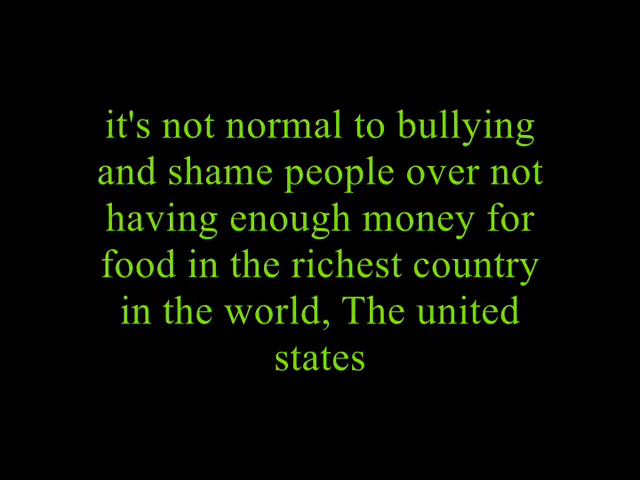 it's not normal to bullying
and shame people over not
having enough money for
food in the richest country
in the world, The united
states